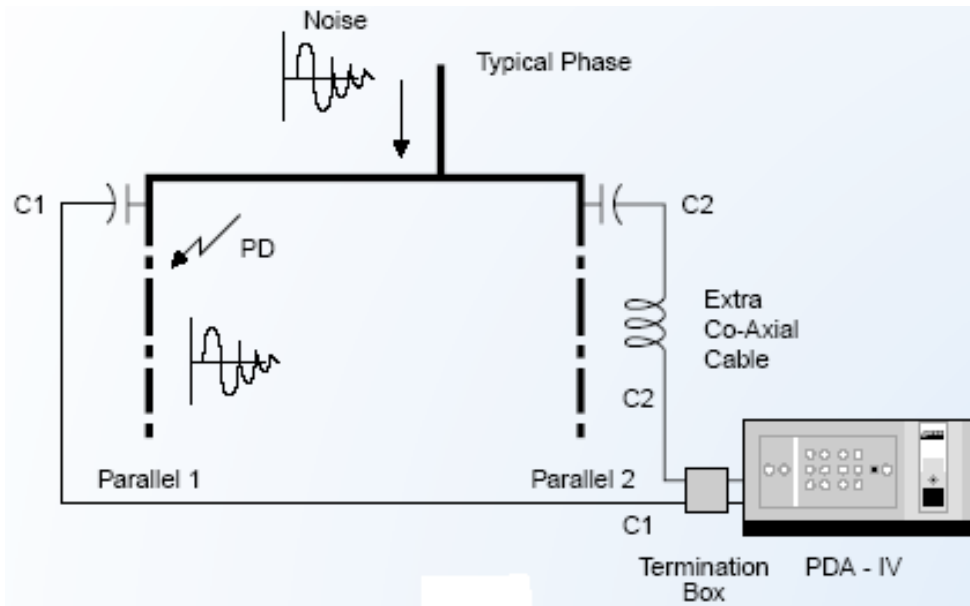 Noise
Typical Phase
C1
C2
PD
Extra
Co-Axial
Cable
C2
Parallel 1
Parallel 2
C1
Termination
Box
PDA - IV